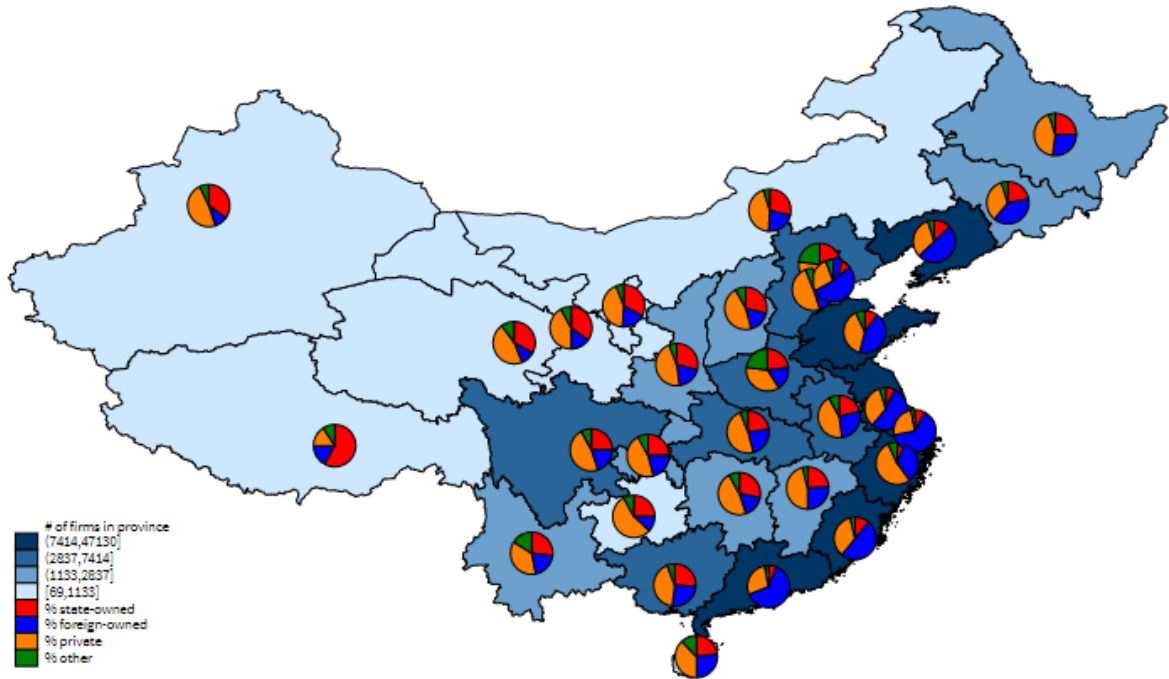 # of firms in province
(7414,47130]
(2837,7414]
(1133,2837]
[69,1133]
% state-owned
% foreign-owned
% private
% other